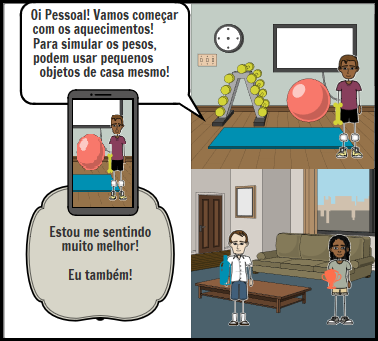 Oi Pessoal! Vamos começar
com os aquecimentos!
Para simular os pesos,
podem usar pequenos
objetos de casa mesmo!
Estou me sentindo
muito melhor!
Eu também!